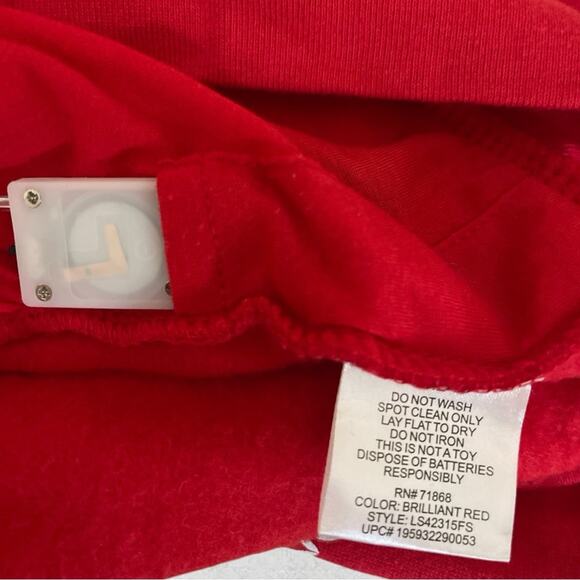 DO NOT WASH
SPOT CLEAN ONLY
LAY FLAT TO DRY
DO NOT IRON
THIS IS NOT A TOY
DISPOSE OF BATTERIES
RESPONSIBLY
RN# 71868
COLOR: BRILLIANT RED
STYLE: LS42315FS
UPC# 195932290053